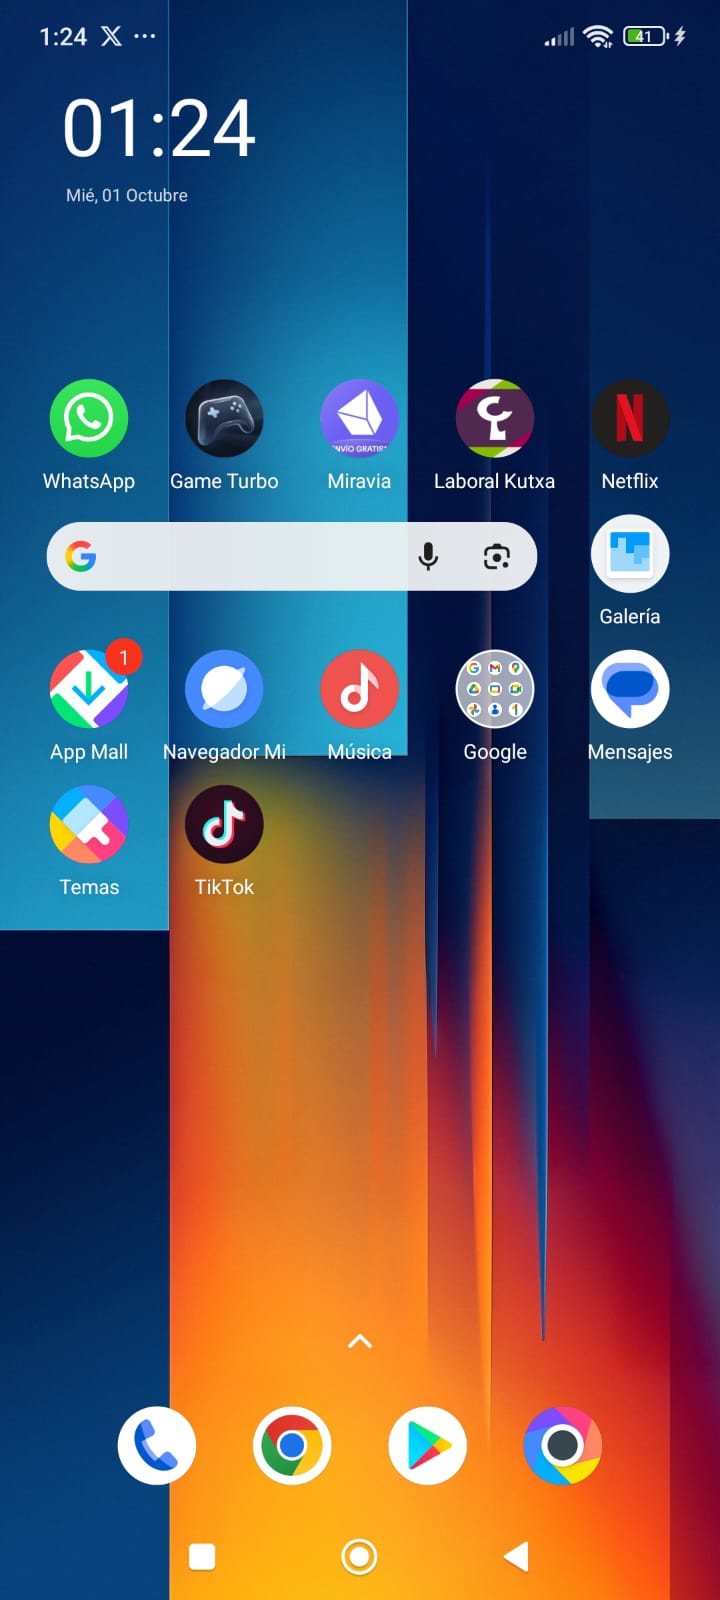 1:24 X ...
41
01:24
Mié, 01 Octubre
ENVÍO GRATIS*
WhatsApp
Game Turbo
Miravia
Laboral Kutxa
Netflix
Galería
1
App Mall
Navegador Mi
Música
Google
Mensajes
Temas
TikTok